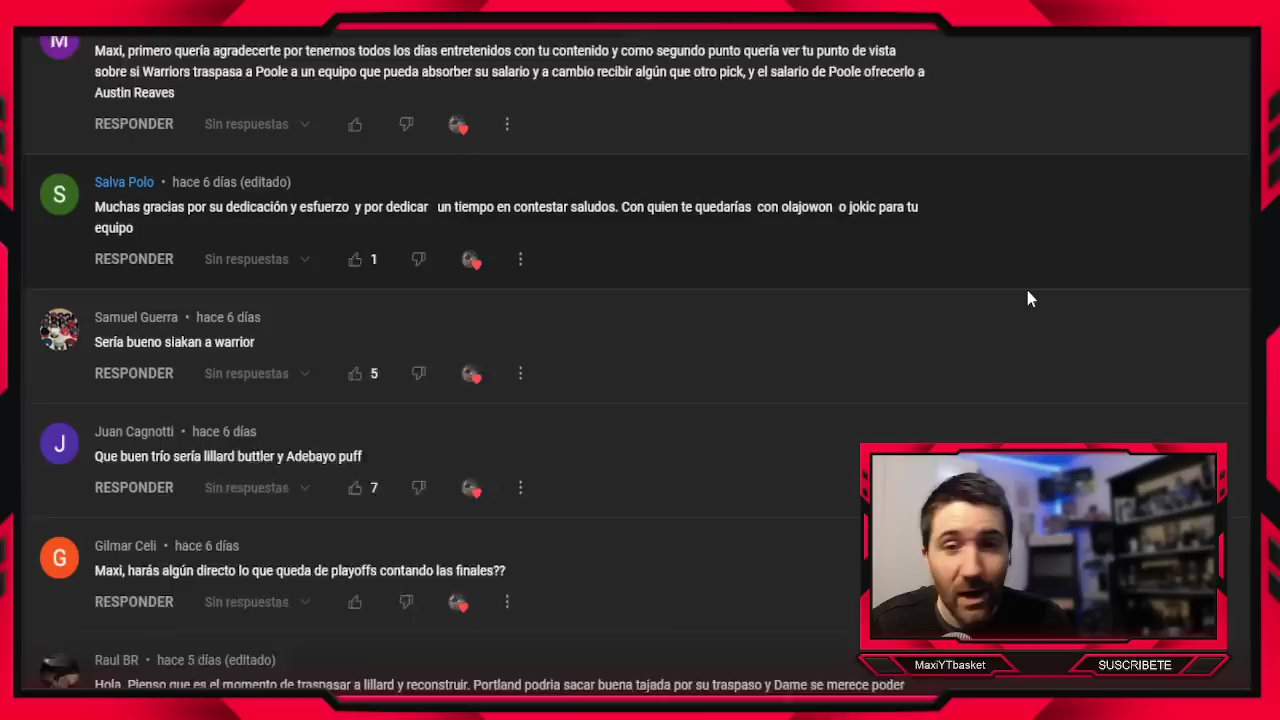 M
Maxi, primero quería agradecerte por tenernos todos los días entretenidos con tu contenido y como segundo punto quería ver tu punto de vista
sobre si Warriors traspasa a Poole a un equipo que pueda absorber su salario y a cambio recibir algún que otro pick, y el salario de Poole ofrecerlo a
Austin Reaves
RESPONDER Sin respuestas
S
Salva Polo • hace 6 días (editado)
Muchas gracias por su dedicación y esfuerzo y por dedicar un tiempo en contestar saludos. Con quien te quedarías con olajowon o jokic para tu
equipo
RESPONDER Sin respuestas 1
Samuel Guerra • hace 6 días
Sería bueno siakan a warrior
RESPONDER Sin respuestas 5
J
Juan Cagnotti • hace 6 días
Que buen trío sería lillard buttler y Adebayo puff
RESPONDER Sin respuestas 7
G
Gilmar Celi • hace 6 días
Maxi, harás algún directo lo que queda de playoffs contando las finales??
RESPONDER Sin respuestas
Raul BR • hace 5 días (editado)
Hola. Pienso que es el momento de traspasar a lillard y reconstruir. Portland podria sacar buena tajada por su traspaso y Dame se merece poder
MaxiYTbasket
SUSCRIBETE